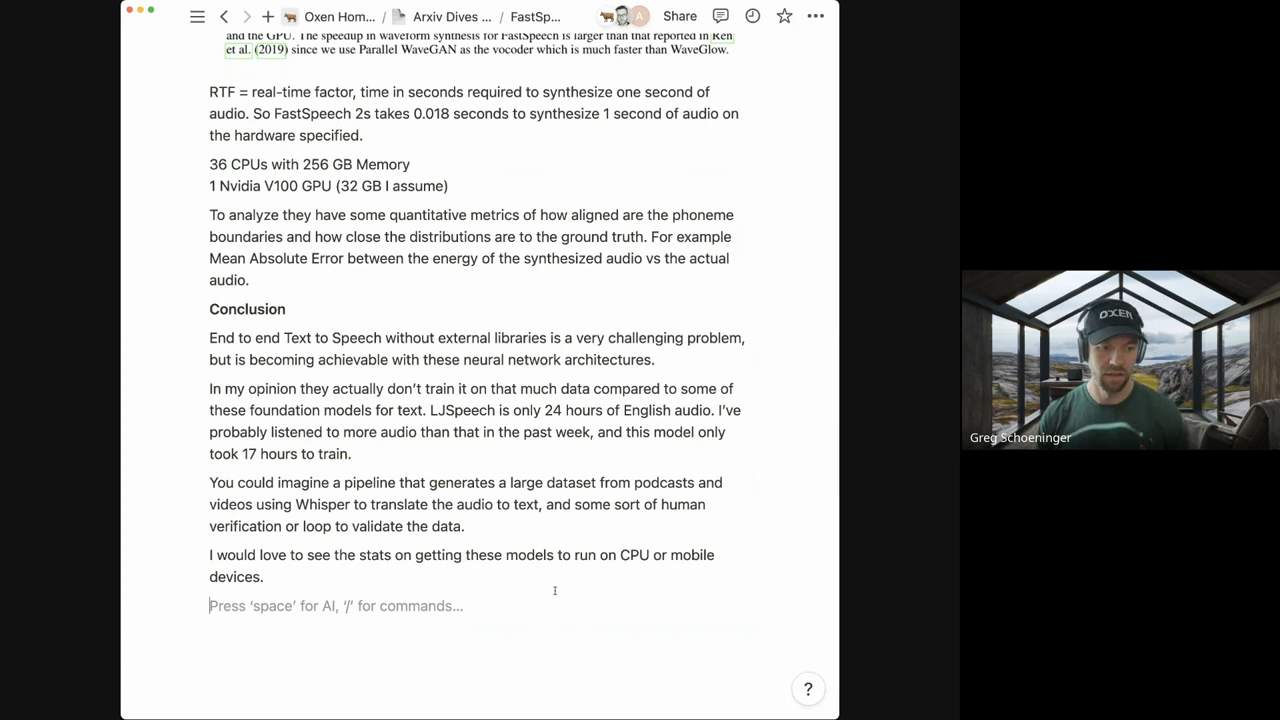 Oxen Hom... / Arxiv Dives ... / FastSp... A Share
and the GPU. The speedup in waveform synthesis for FastSpeech is larger than that reported in Ren
et al. (2019) since we use Parallel WaveGAN as the vocoder which is much faster than WaveGlow.
RTF = real-time factor, time in seconds required to synthesize one second of
audio. So FastSpeech 2s takes 0.018 seconds to synthesize 1 second of audio on
the hardware specified.
36 CPUs with 256 GB Memory
1 Nvidia V100 GPU (32 GB I assume)
To analyze they have some quantitative metrics of how aligned are the phoneme
boundaries and how close the distributions are to the ground truth. For example
Mean Absolute Error between the energy of the synthesized audio vs the actual
audio.
Conclusion
End to end Text to Speech without external libraries is a very challenging problem,
but is becoming achievable with these neural network architectures.
In my opinion they actually don’t train it on that much data compared to some of
these foundation models for text. LJSpeech is only 24 hours of English audio. I’ve
probably listened to more audio than that in the past week, and this model only
took 17 hours to train.
You could imagine a pipeline that generates a large dataset from podcasts and
videos using Whisper to translate the audio to text, and some sort of human
verification or loop to validate the data.
I would love to see the stats on getting these models to run on CPU or mobile
devices.
Press ‘space’ for AI, ‘/’ for commands...
?
OXEN
Greg Schoeninger